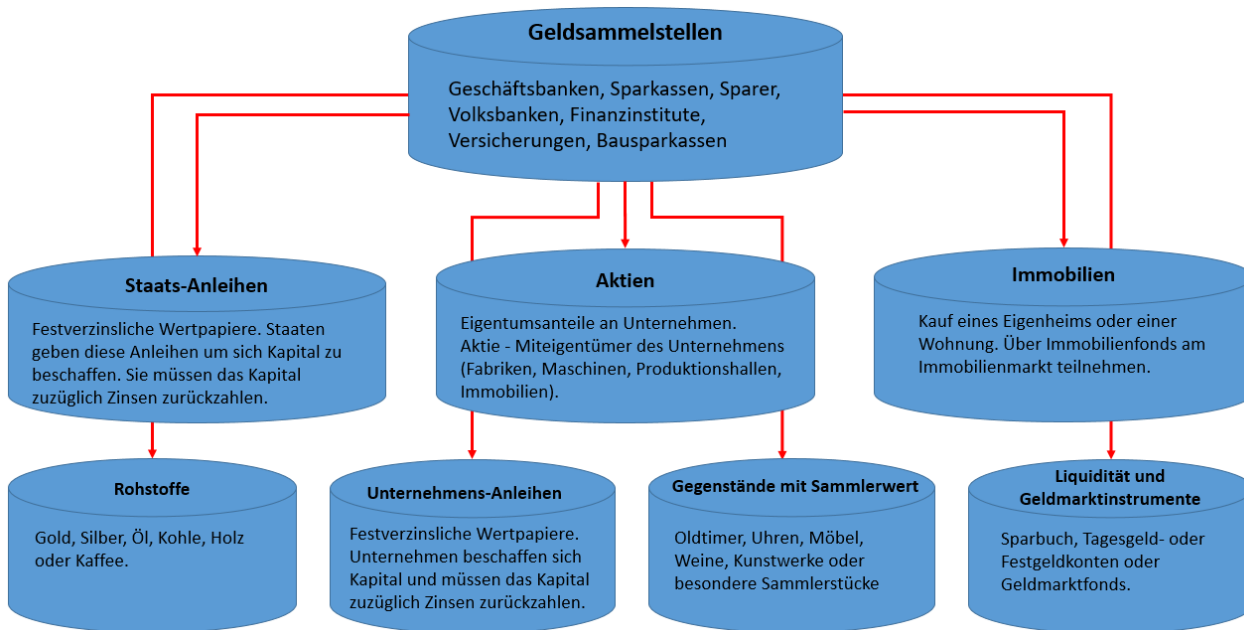 Geldsammelstellen
Geschäftsbanken, Sparkassen, Sparer,
Volksbanken, Finanzinstitute,
Versicherungen, Bausparkassen
Staats-Anleihen
Festverzinsliche Wertpapiere. Staaten
geben diese Anleihen um sich Kapital zu
beschaffen. Sie müssen das Kapital
zuzüglich Zinsen zurückzahlen.
Aktien
Eigentumsanteile an Unternehmen.
Aktie - Miteigentümer des Unternehmens
(Fabriken, Maschinen, Produktionshallen,
Immobilien).
Immobilien
Kauf eines Eigenheims oder einer
Wohnung. Über Immobilienfonds am
Immobilienmarkt teilnehmen.
Rohstoffe
Gold, Silber, Öl, Kohle, Holz
oder Kaffee.
Unternehmens-Anleihen
Festverzinsliche Wertpapiere.
Unternehmen beschaffen sich
Kapital und müssen das Kapital
zuzüglich Zinsen zurückzahlen.
Gegenstände mit Sammlerwert
Oldtimer, Uhren, Möbel,
Weine, Kunstwerke oder
besondere Sammlerstücke
Liquidität und
Geldmarktinstrumente
Sparbuch, Tagesgeld- oder
Festgeldkonten oder
Geldmarktfonds.